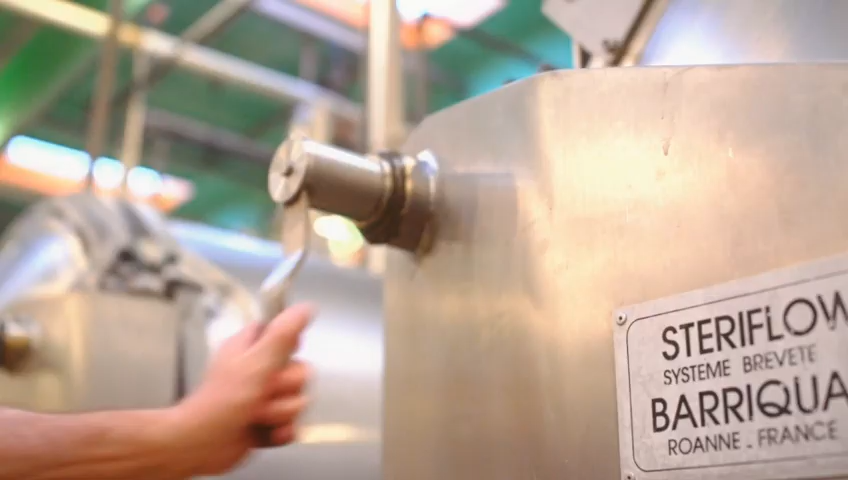 STERIFLOW
SYSTEME BREVETE
BARRIQUA
ROANNE - FRANCE